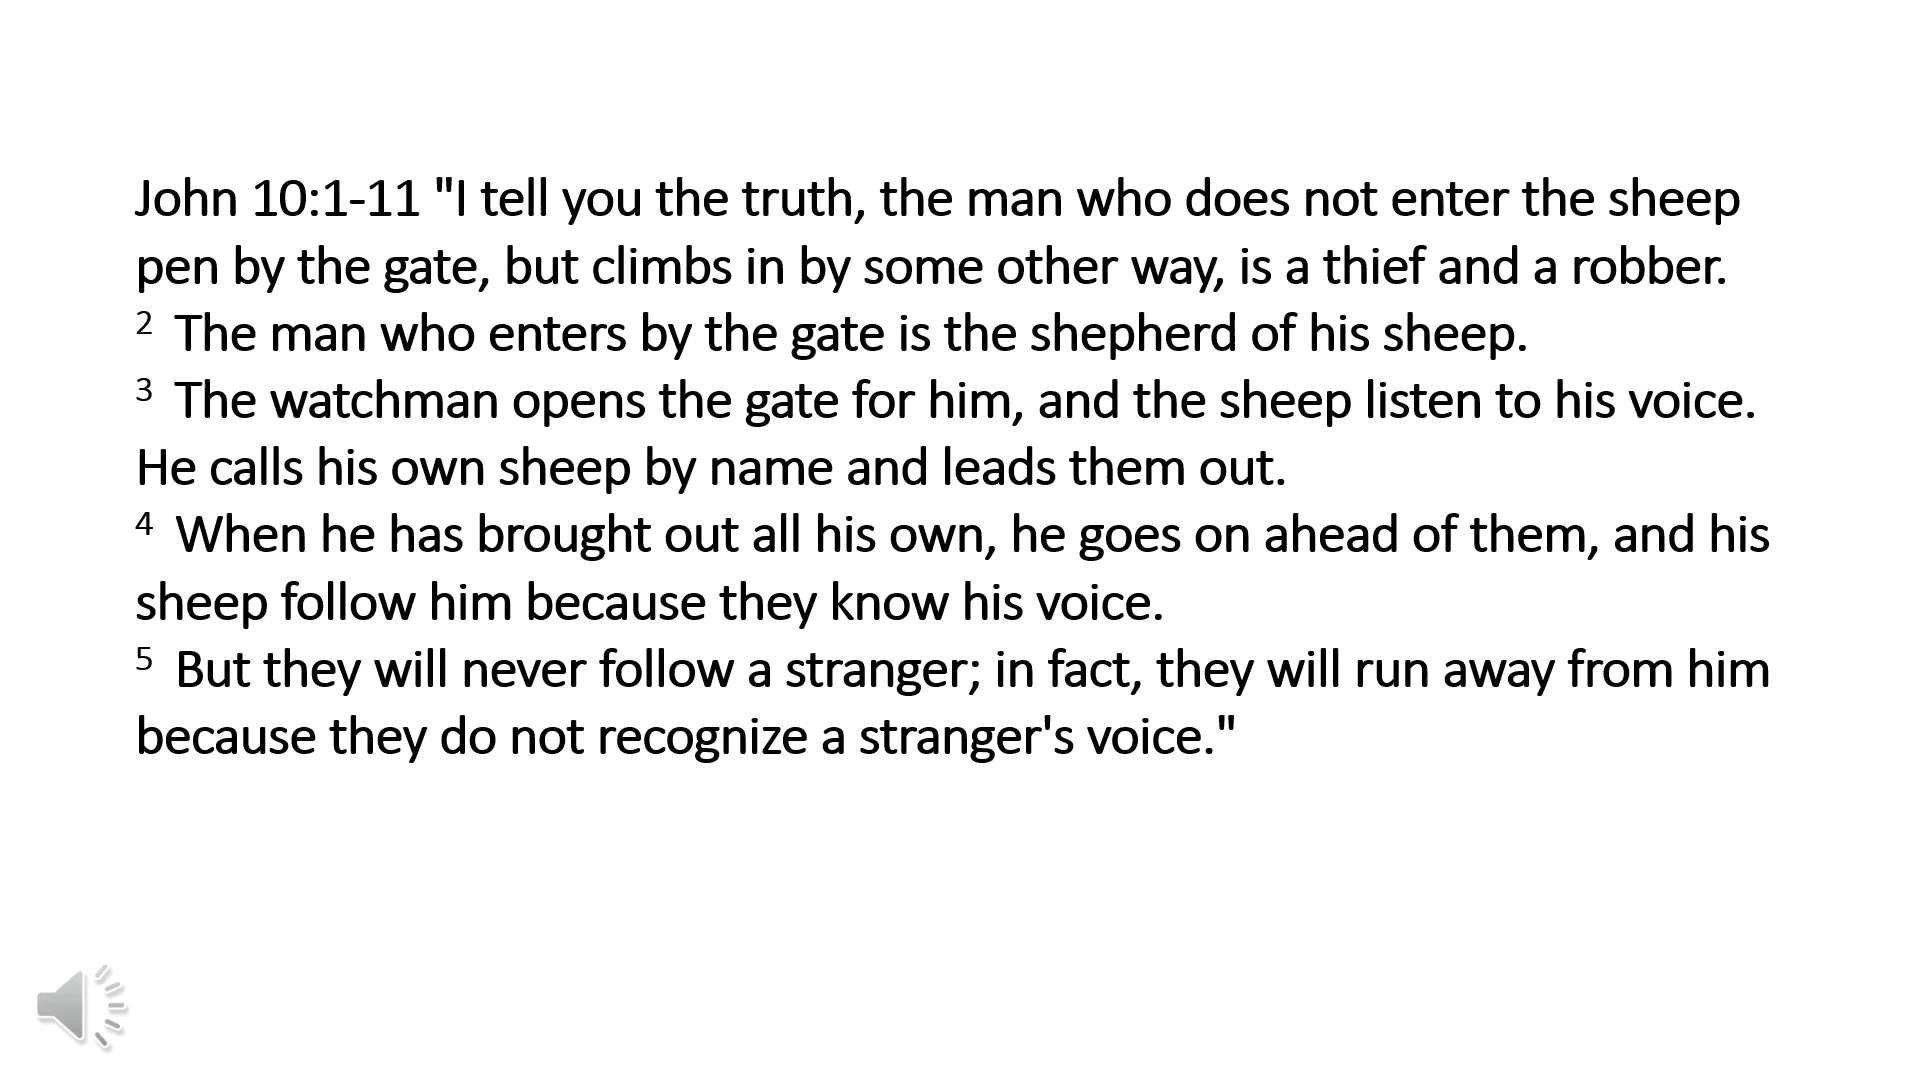 John 10:1-11 "I tell you the truth, the man who does not enter the sheep
pen by the gate, but climbs in by some other way, is a thief and a robber.
2 The man who enters by the gate is the shepherd of his sheep.
3 The watchman opens the gate for him, and the sheep listen to his voice.
He calls his own sheep by name and leads them out.
4 When he has brought out all his own, he goes on ahead of them, and his
sheep follow him because they know his voice.
5 But they will never follow a stranger; in fact, they will run away from him
because they do not recognize a stranger's voice."